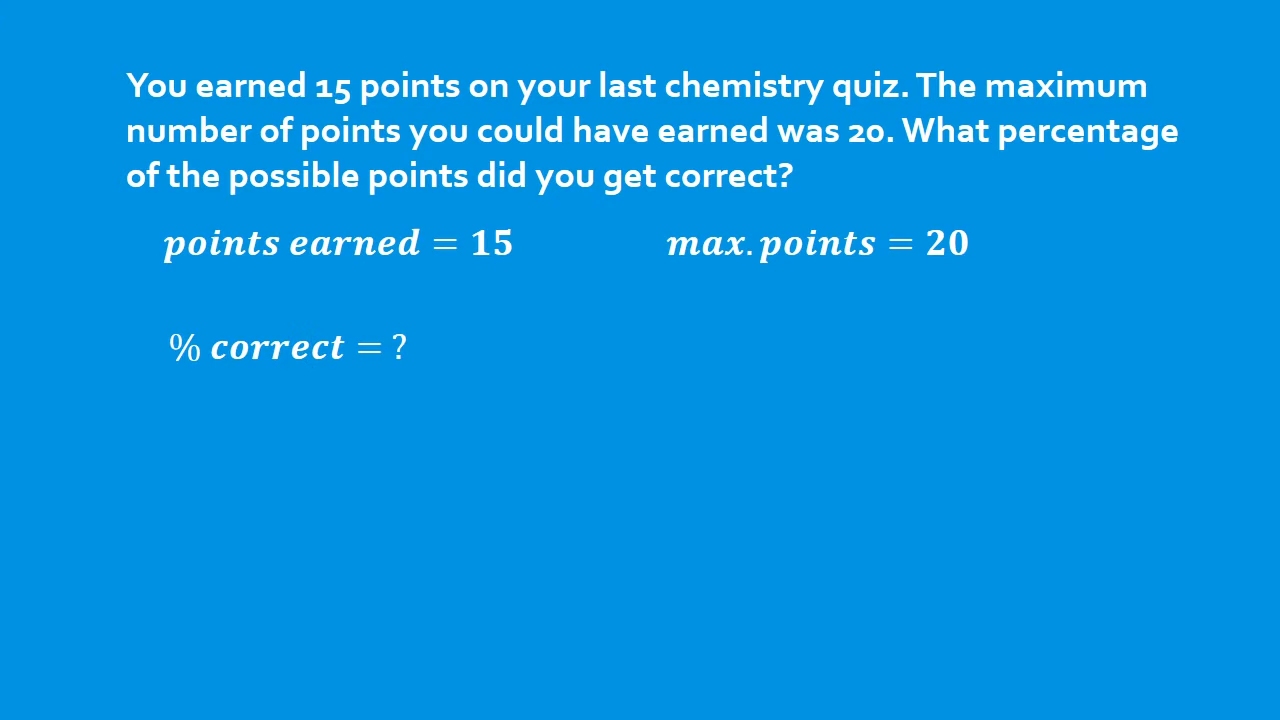 You earned 15 points on your last chemistry quiz. The maximum
number of points you could have earned was 20. What percentage
of the possible points did you get correct?
points earned = 15 max. points = 20
% correct = ?